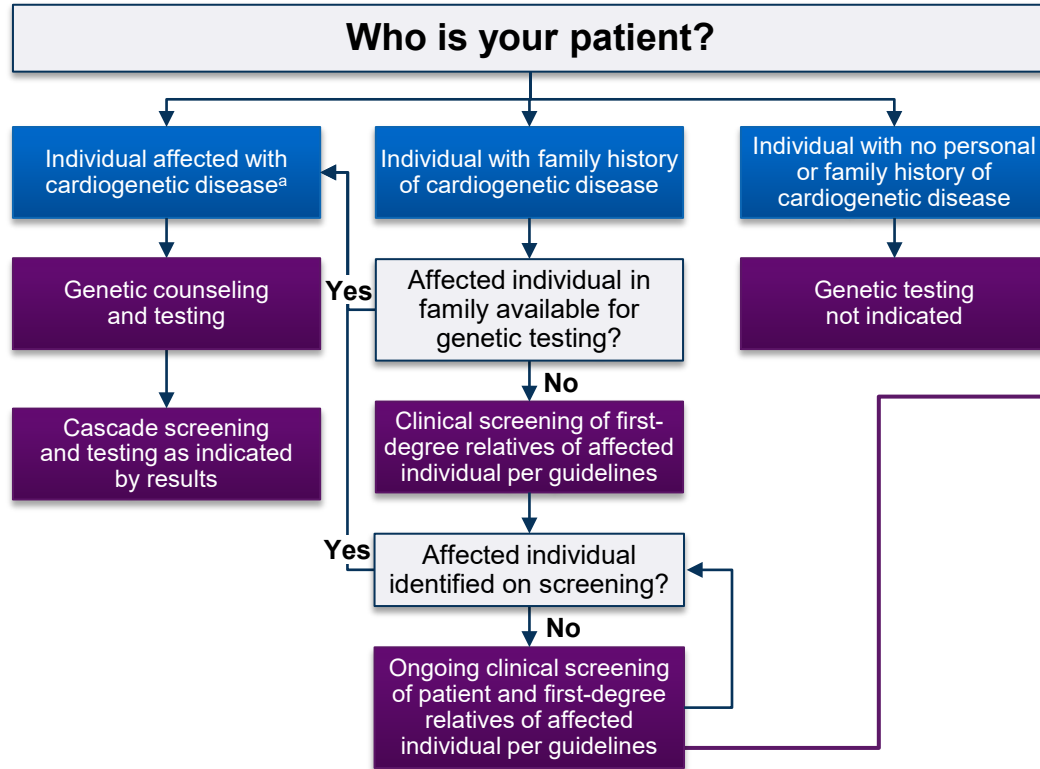 Who is your patient?
Individual affected with
cardiogenetic diseaseᵃ
Individual with family history
of cardiogenetic disease
Individual with no personal
or family history of
cardiogenetic disease
Genetic counseling
and testing
Yes
Affected individual in
family available for
genetic testing?
Genetic testing
not indicated
No
Cascade screening
and testing as indicated
by results
Clinical screening of first-
degree relatives of affected
individual per guidelines
Yes
Affected individual
identified on screening?
No
Ongoing clinical screening
of patient and first-degree
relatives of affected
individual per guidelines